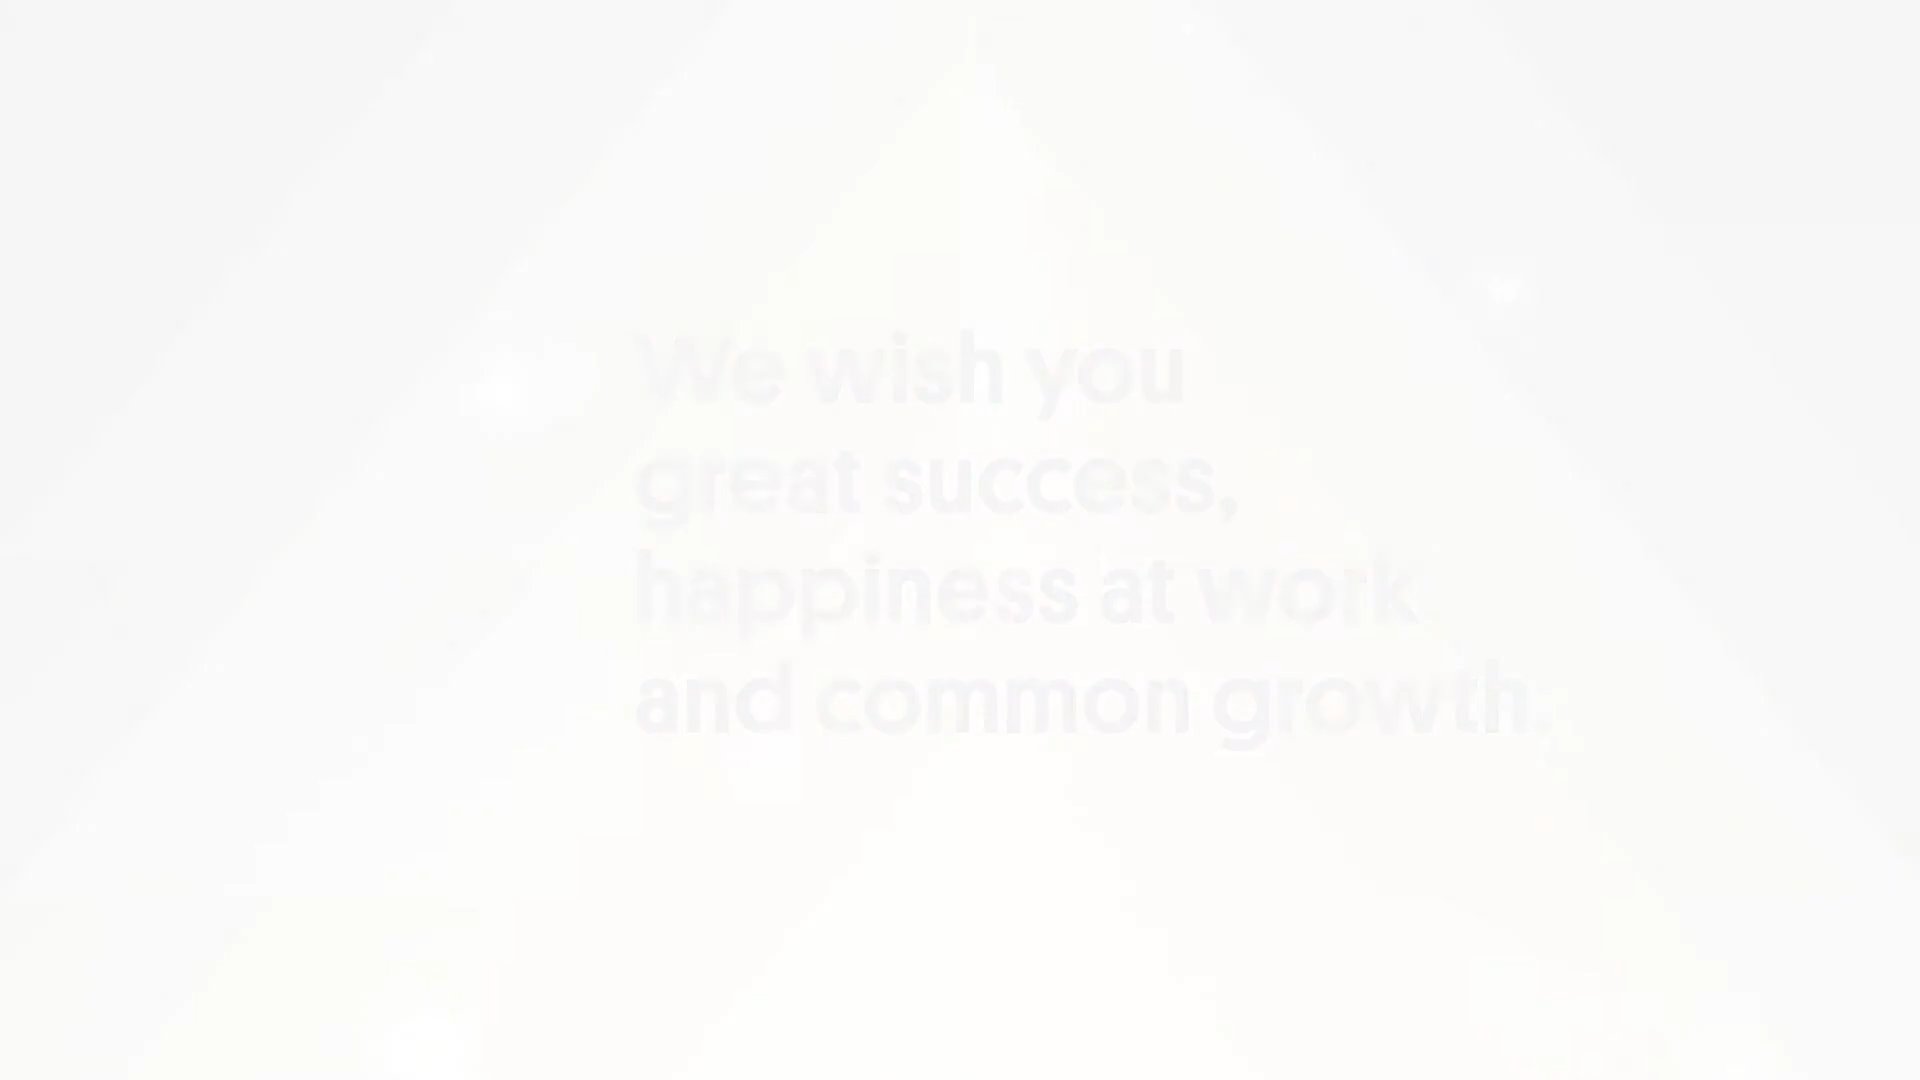 We wish you
great success,
happiness at work
and common growth.